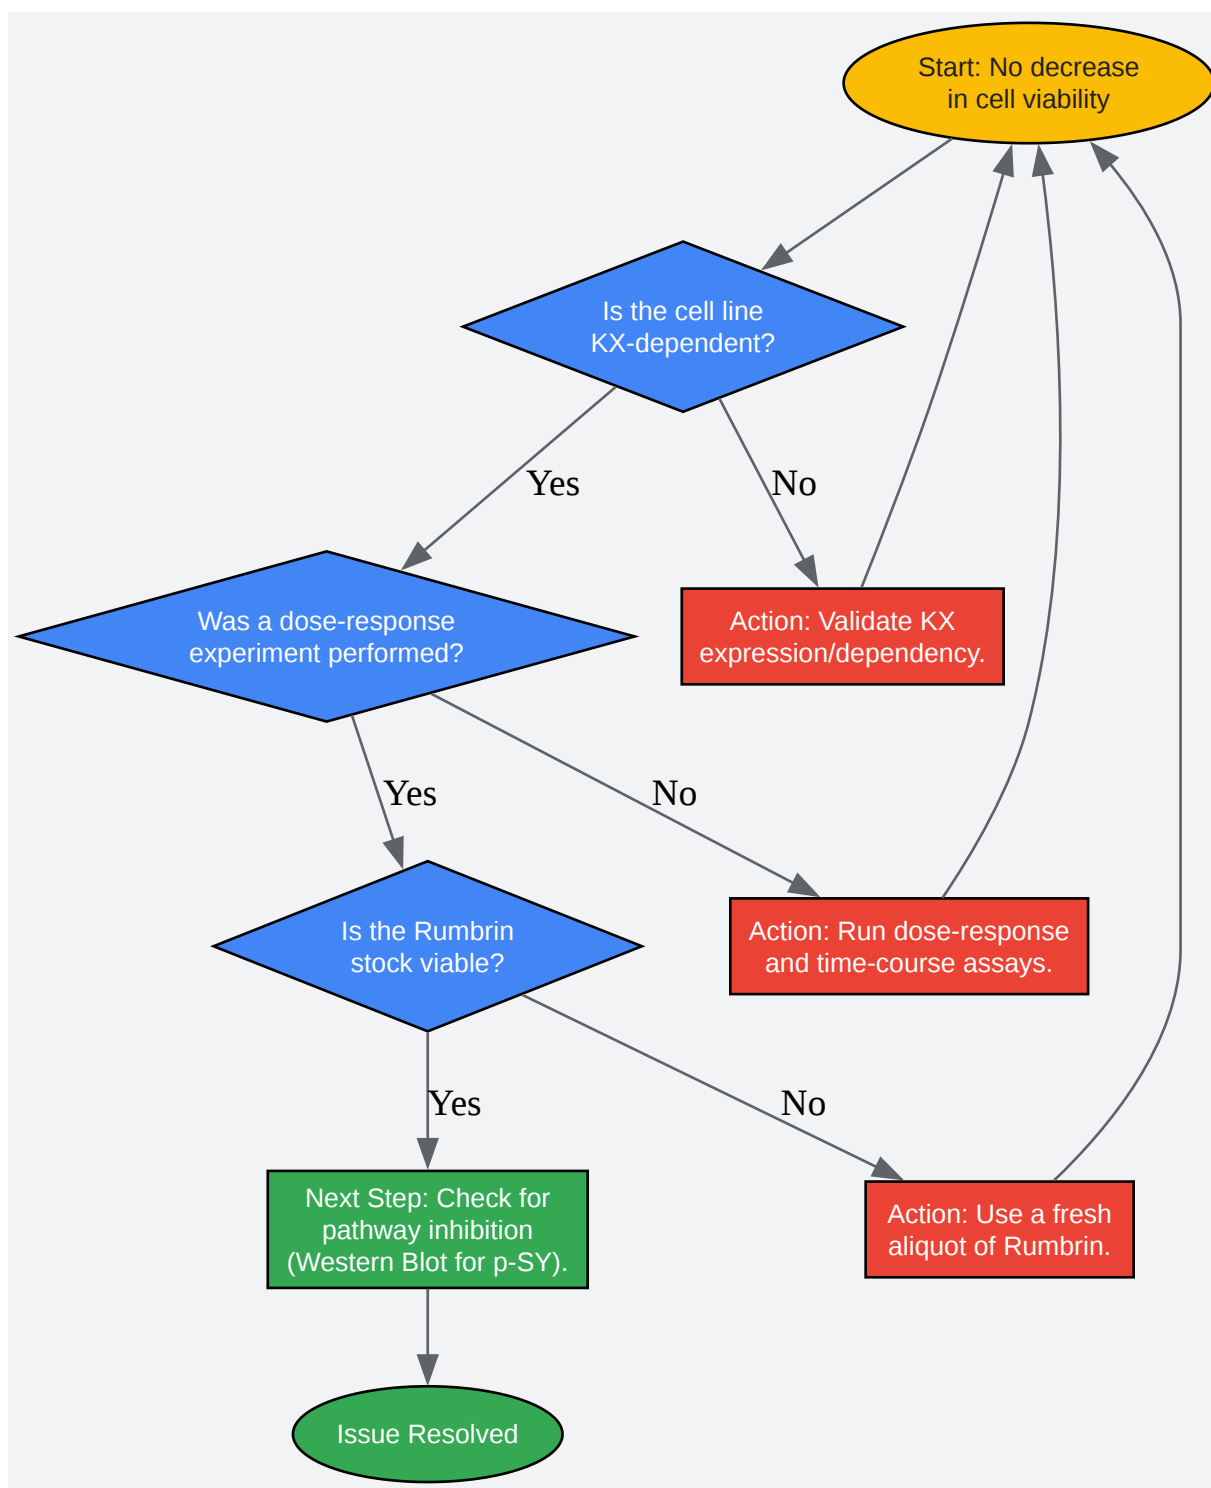 Start: No decrease
in cell viability
Is the cell line
KX-dependent?
Yes
No
Was a dose-response
experiment performed?
Action: Validate KX
expression/dependency.
Yes
No
Is the Rumbrin
stock viable?
Action: Run dose-response
and time-course assays.
Yes
No
Next Step: Check for
pathway inhibition
(Western Blot for p-SY).
Action: Use a fresh
aliquot of Rumbrin.
Issue Resolved